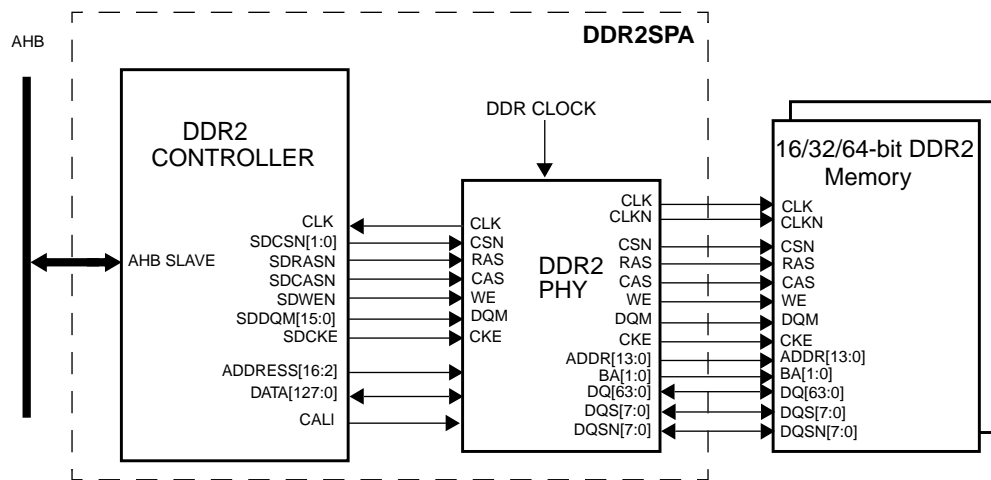 AHB
DDR2SPA
DDR2
CONTROLLER
AHB SLAVE
CLK
SDCSN[1:0]
SDRASN
SDCASN
SDWEN
SDDQM[15:0]
SDCKE
ADDRESS[16:2]
DATA[127:0]
CALI
DDR CLOCK
CLK
CSN
RAS
CAS
WE
DQM
CKE
DDR2
PHY
CLK
CLKN
CSN
RAS
CAS
WE
DQM
CKE
ADDR[13:0]
BA[1:0]
DQ[63:0]
DQS[7:0]
DQSN[7:0]
16/32/64-bit DDR2
Memory
CLK
CLKN
CSN
RAS
CAS
WE
DQM
CKE
ADDR[13:0]
BA[1:0]
DQ[63:0]
DQS[7:0]
DQSN[7:0]